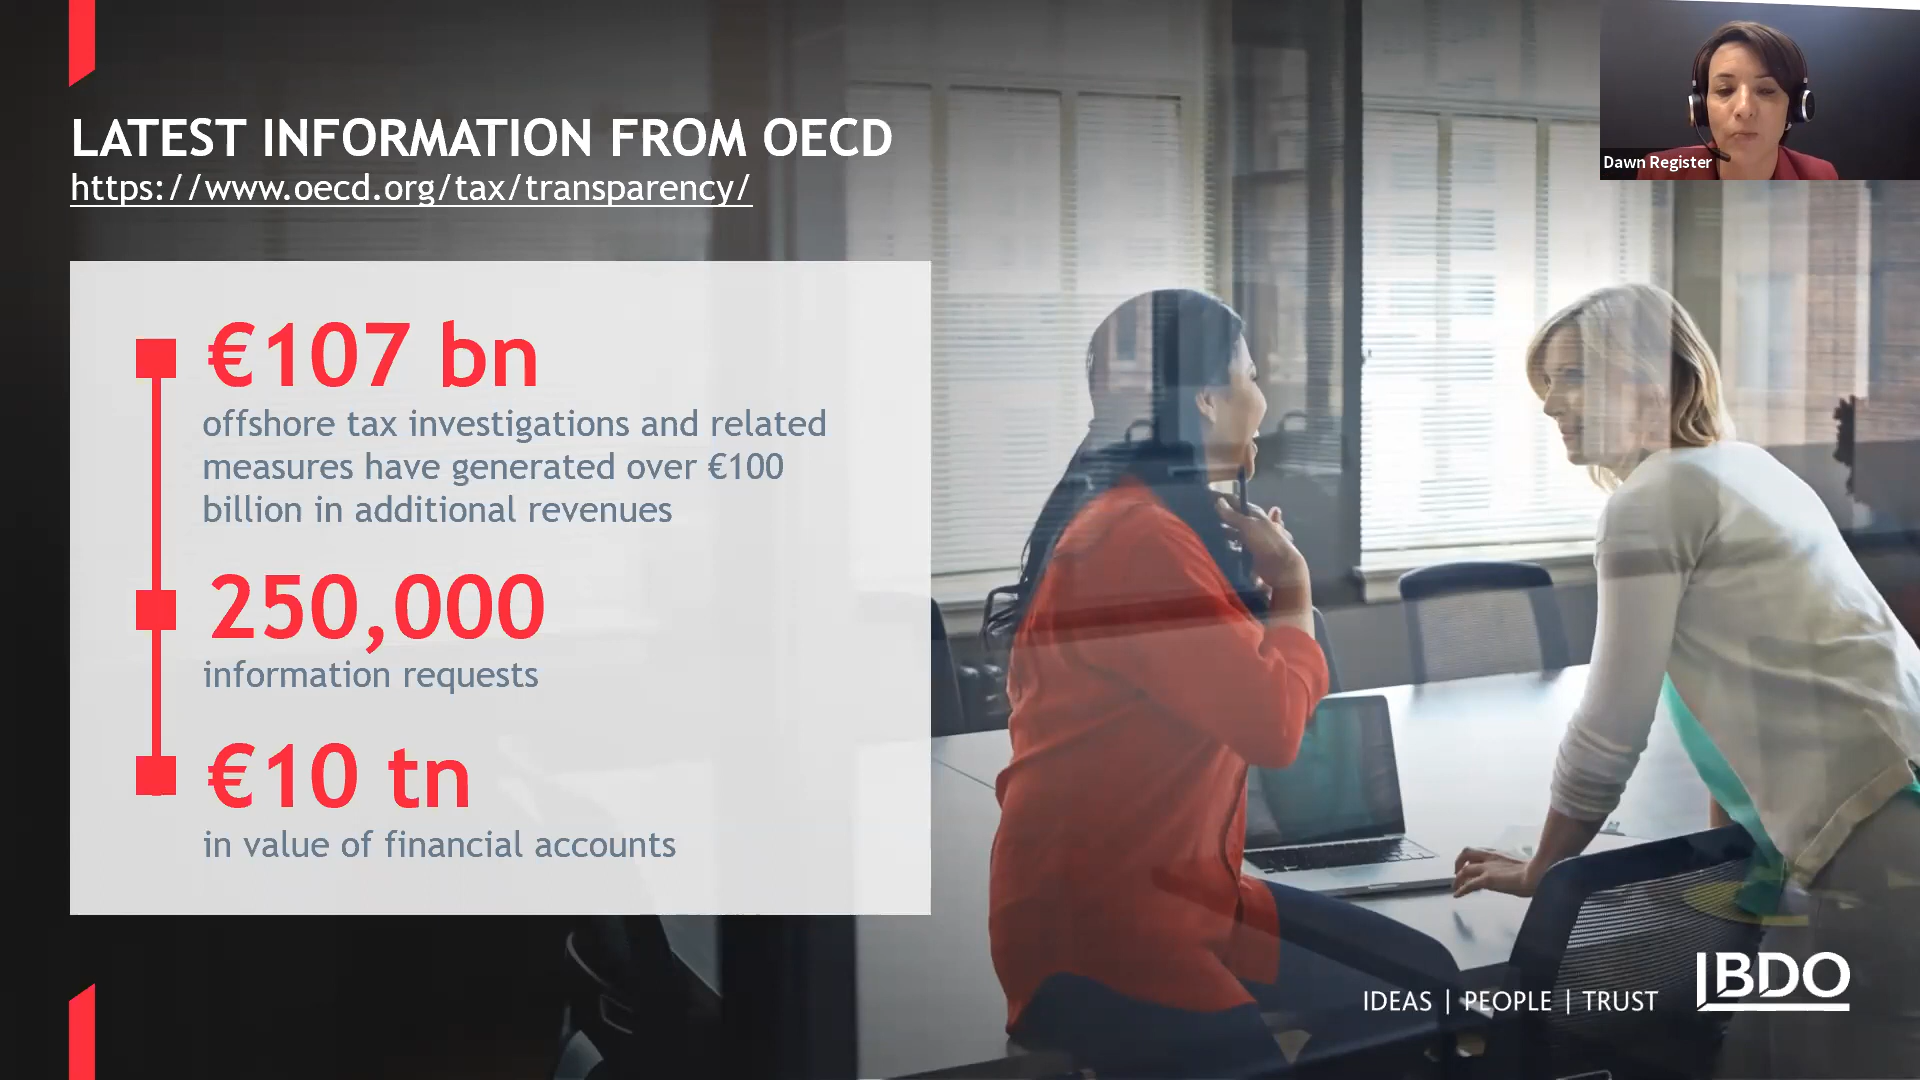 LATEST INFORMATION FROM OECD
https://www.oecd.org/tax/transparency/
Dawn Register
€107 bn
offshore tax investigations and related
measures have generated over €100
billion in additional revenues
250,000
information requests
€10 tn
in value of financial accounts
IDEAS | PEOPLE | TRUST
BDO